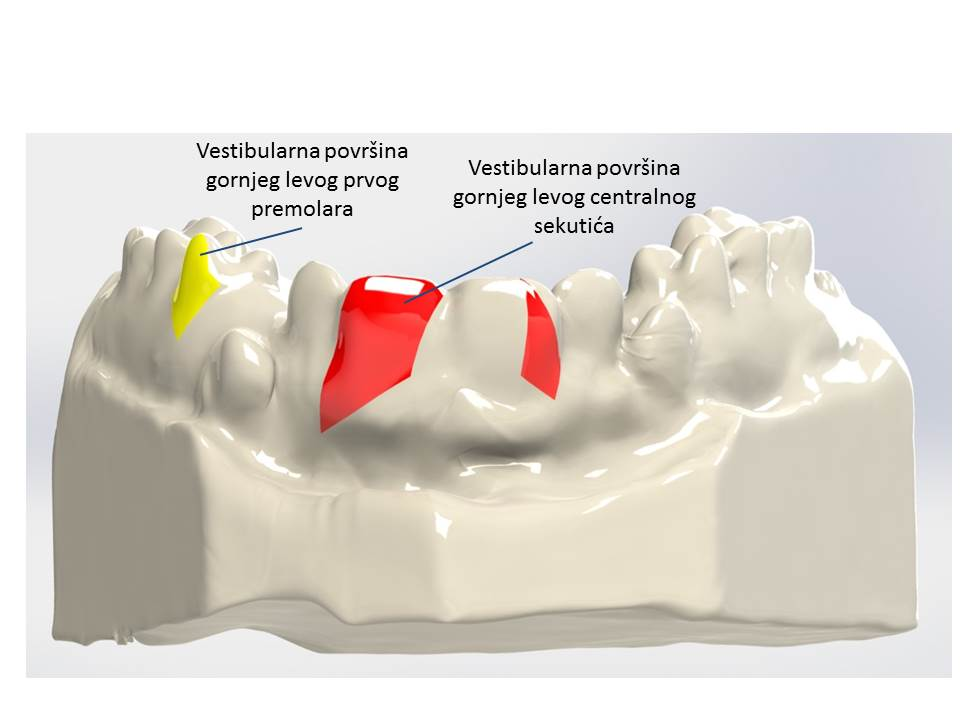 Vestibularna površina
gornjeg levog prvog
premolara
Vestibularna površina
gornjeg levog centralnog
sekutića